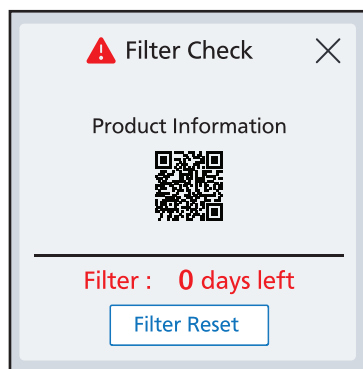 Filter Check
Product Information
Filter : 0 days left
Filter Reset